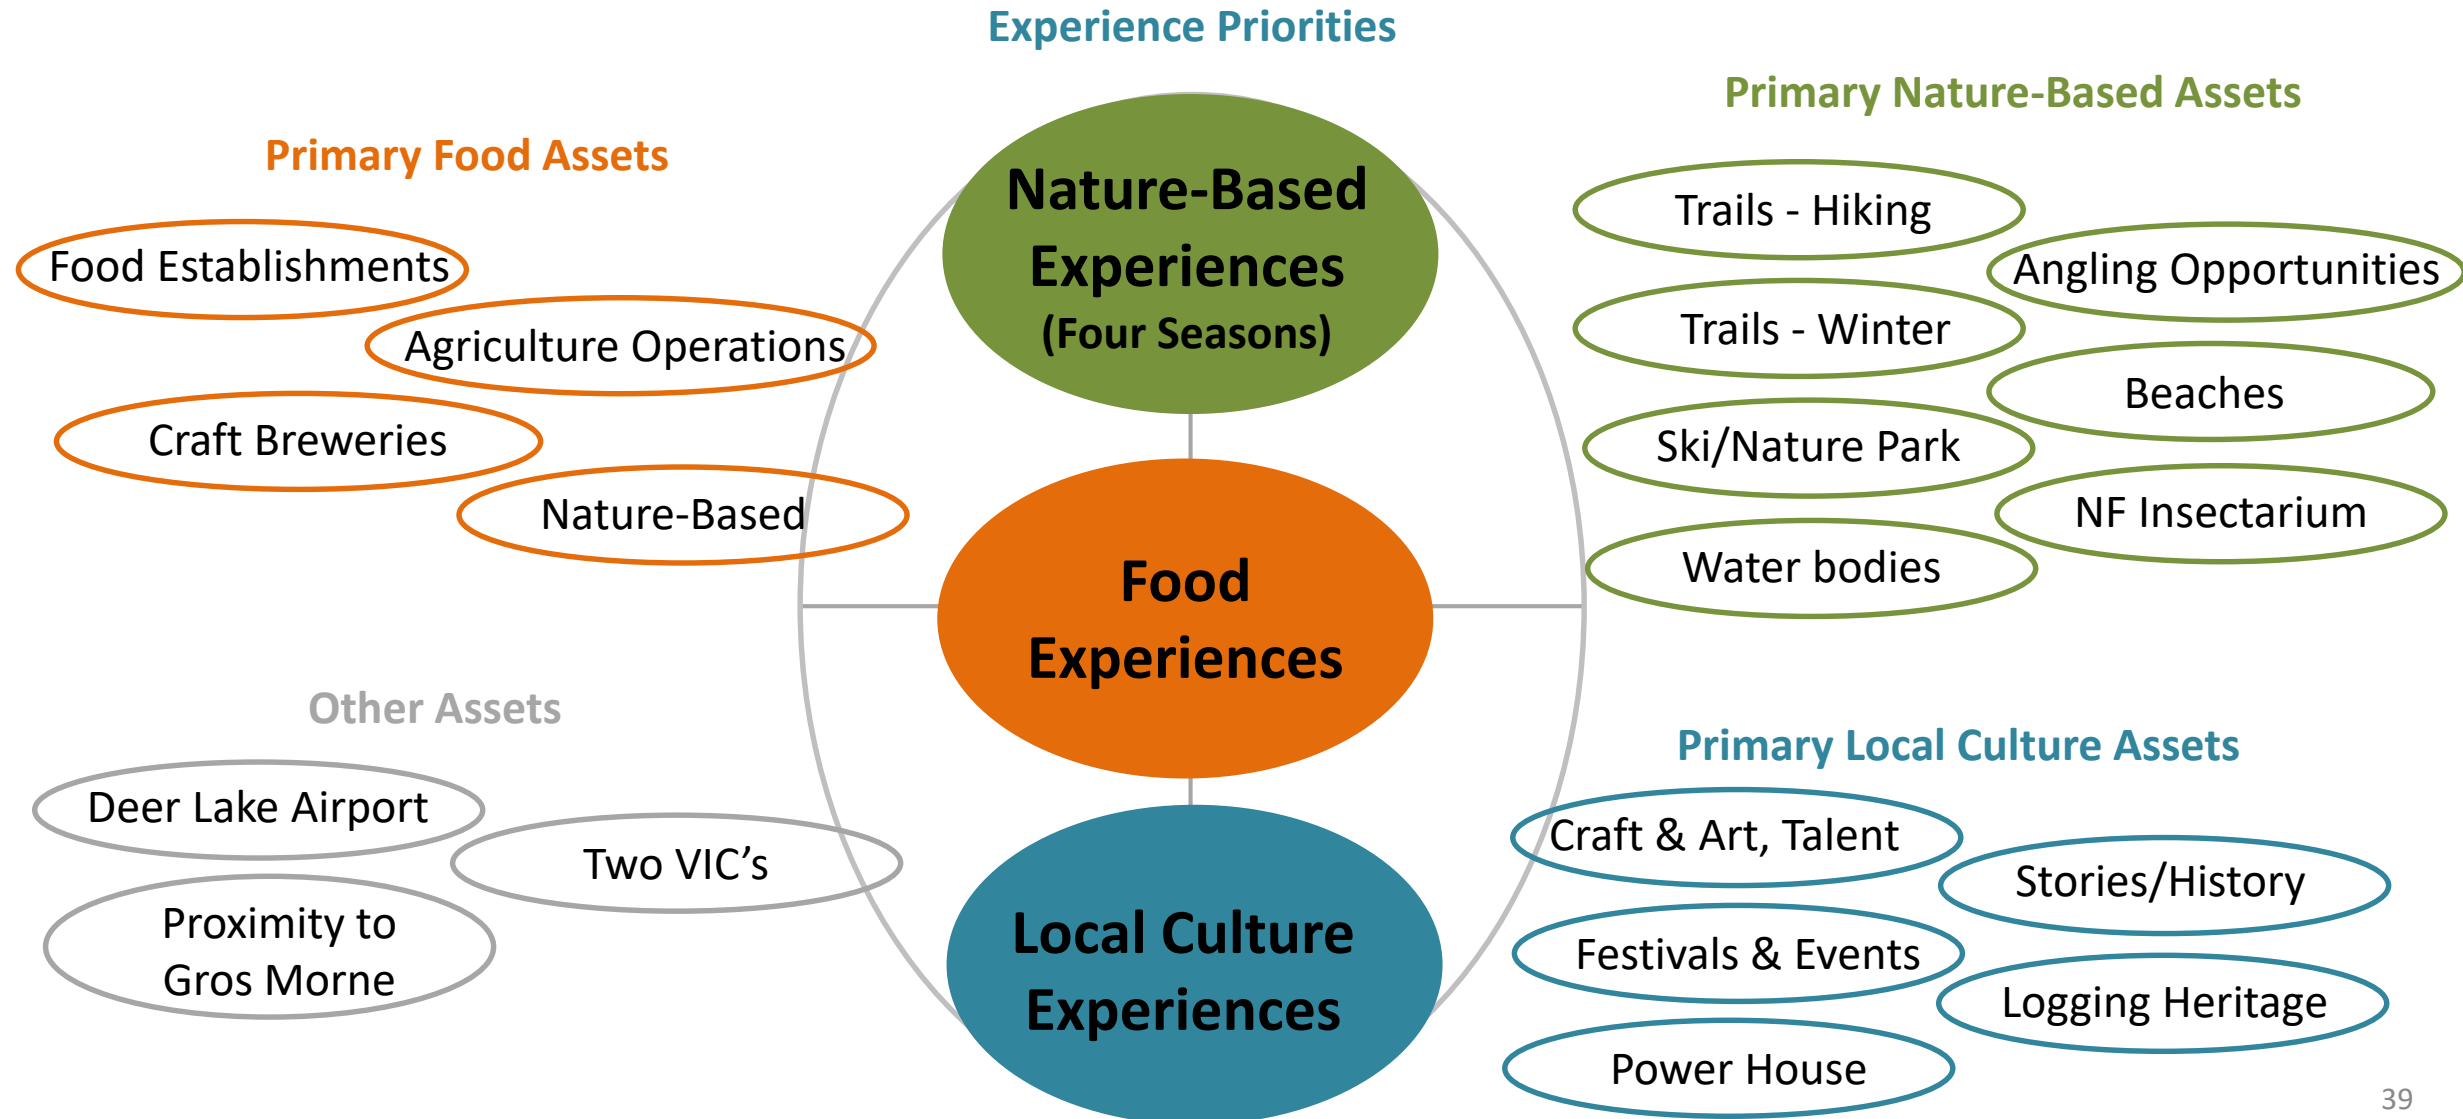 Experience Priorities
Primary Food Assets
Food Establishments
Agriculture Operations
Craft Breweries
Nature-Based
Other Assets
Deer Lake Airport
Two VIC’s
Proximity to
Gros Morne
Nature-Based
Experiences
(Four Seasons)
Food
Experiences
Local Culture
Experiences
Primary Nature-Based Assets
Trails - Hiking
Angling Opportunities
Trails - Winter
Beaches
Ski/Nature Park
NF Insectarium
Water bodies
Primary Local Culture Assets
Craft & Art, Talent
Stories/History
Festivals & Events
Logging Heritage
Power House
39